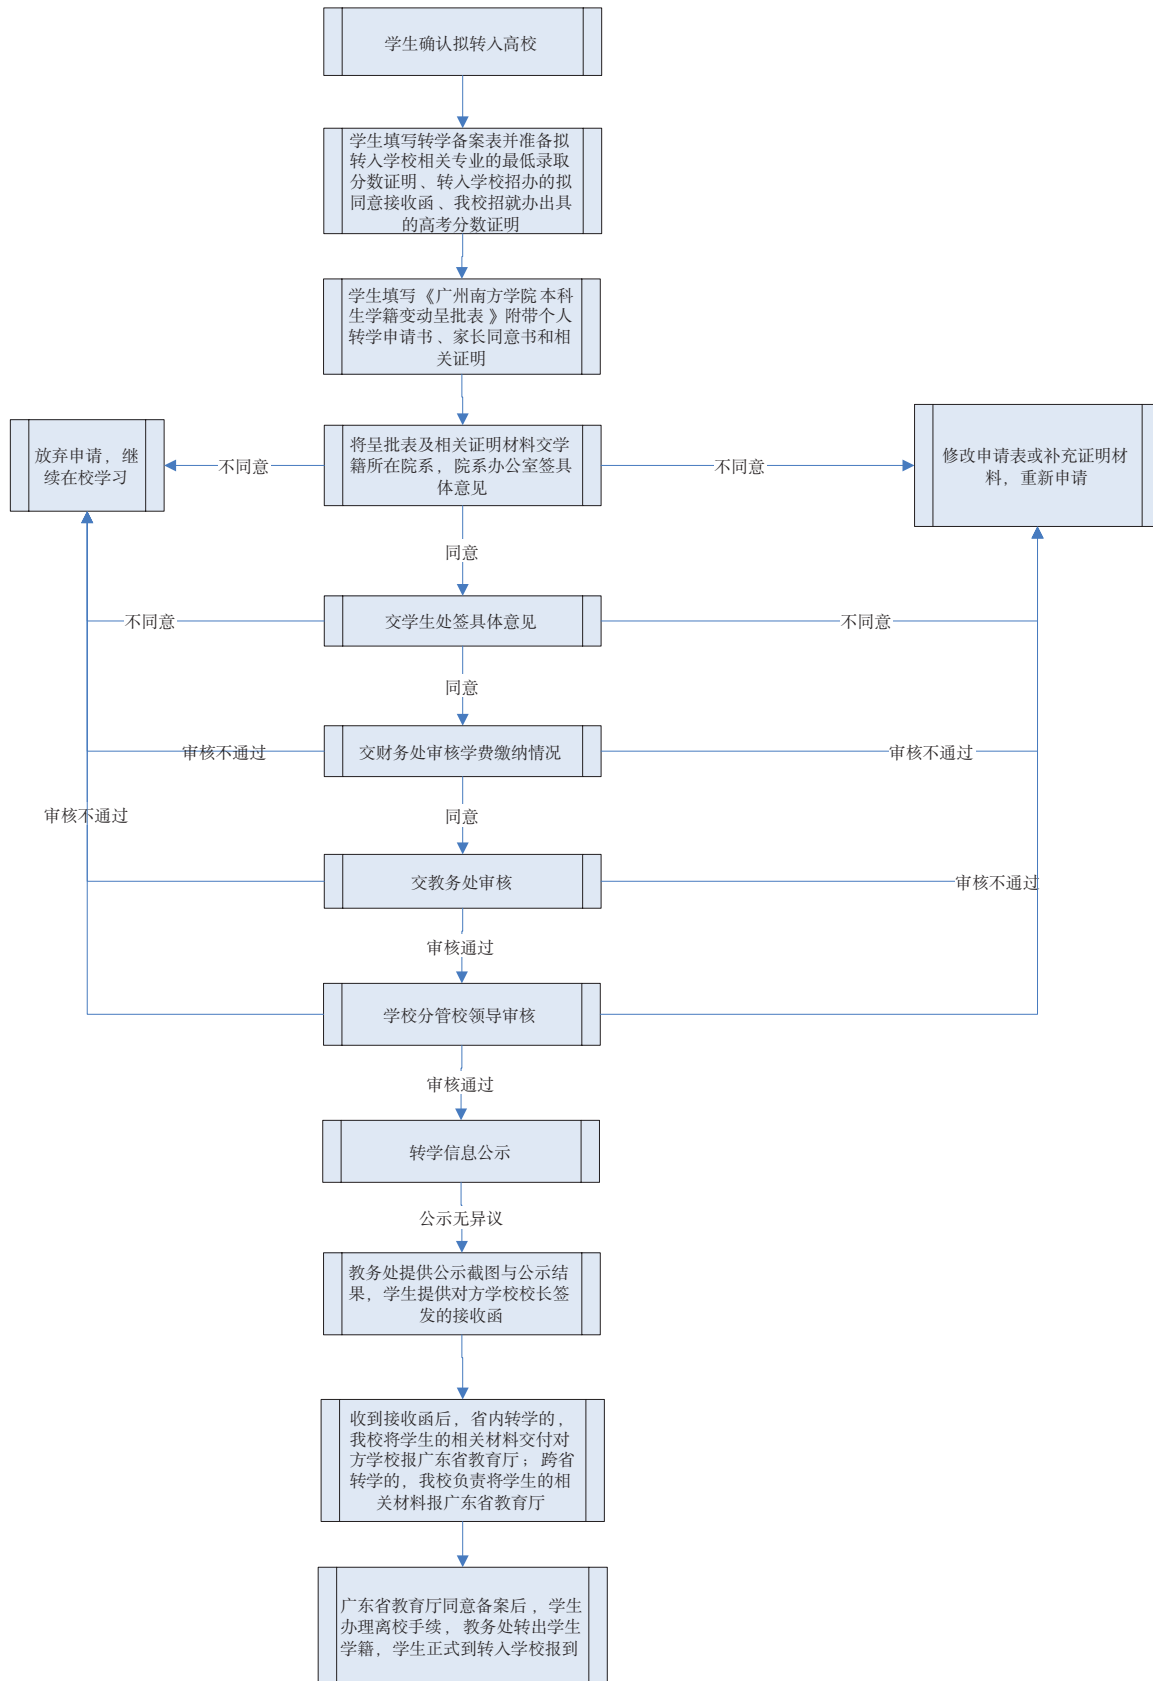 学生确认拟转入高校
学生填写转学备案表并准备拟
转入学校相关专业的最低录取
分数证明、转入学校招办的拟
同意接收函、我校招就办出具
的高考分数证明
学生填写《广州南方学院本科
生学籍变动呈批表》附带个人
转学申请书、家长同意书和相
关证明
放弃申请，继
续在校学习
不同意
将呈批表及相关证明材料交学
籍所在院系，院系办公室签具
体意见
不同意
修改申请表或补充证明材
料，重新申请
同意
不同意
交学生处签具体意见
不同意
同意
审核不通过
交财务处审核学费缴纳情况
审核不通过
审核不通过
同意
交教务处审核
审核不通过
审核通过
学校分管校领导审核
审核通过
转学信息公示
公示无异议
教务处提供公示截图与公示结
果，学生提供对方学校校长签
发的接收函
收到接收函后，省内转学的，
我校将学生的相关材料交付对
方学校报广东省教育厅；跨省
转学的，我校负责将学生的相
关材料报广东省教育厅
广东省教育厅同意备案后，学生
办理离校手续，教务处转出学生
学籍，学生正式到转入学校报到